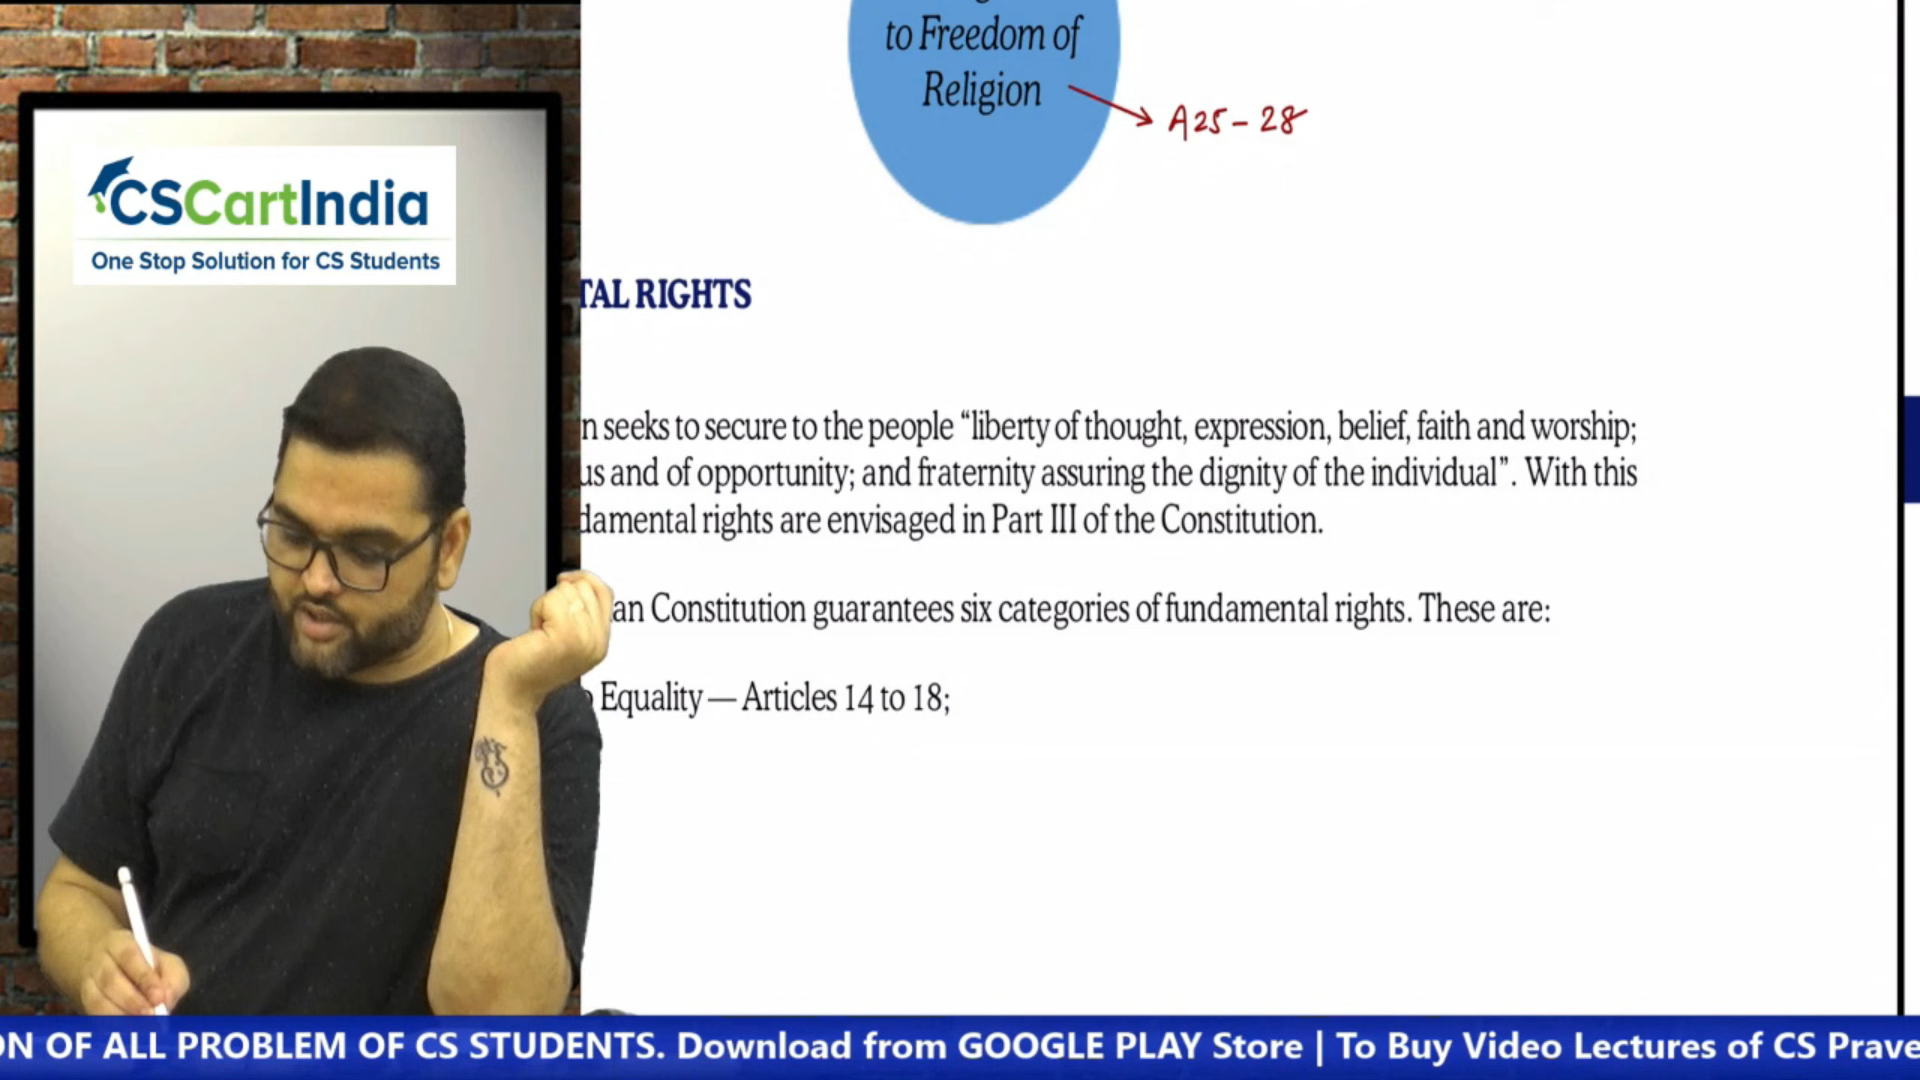 to Freedom of
Religion
A25-28
CSCartIndia
One Stop Solution for CS Students
TAL RIGHTS
n seeks to secure to the people “liberty of thought, expression, belief, faith and worship;
us and of opportunity; and fraternity assuring the dignity of the individual”. With this
damental rights are envisaged in Part III of the Constitution.
an Constitution guarantees six categories of fundamental rights. These are:
Equality — Articles 14 to 18;
ON OF ALL PROBLEM OF CS STUDENTS. Download from GOOGLE PLAY Store | To Buy Video Lectures of CS Prave